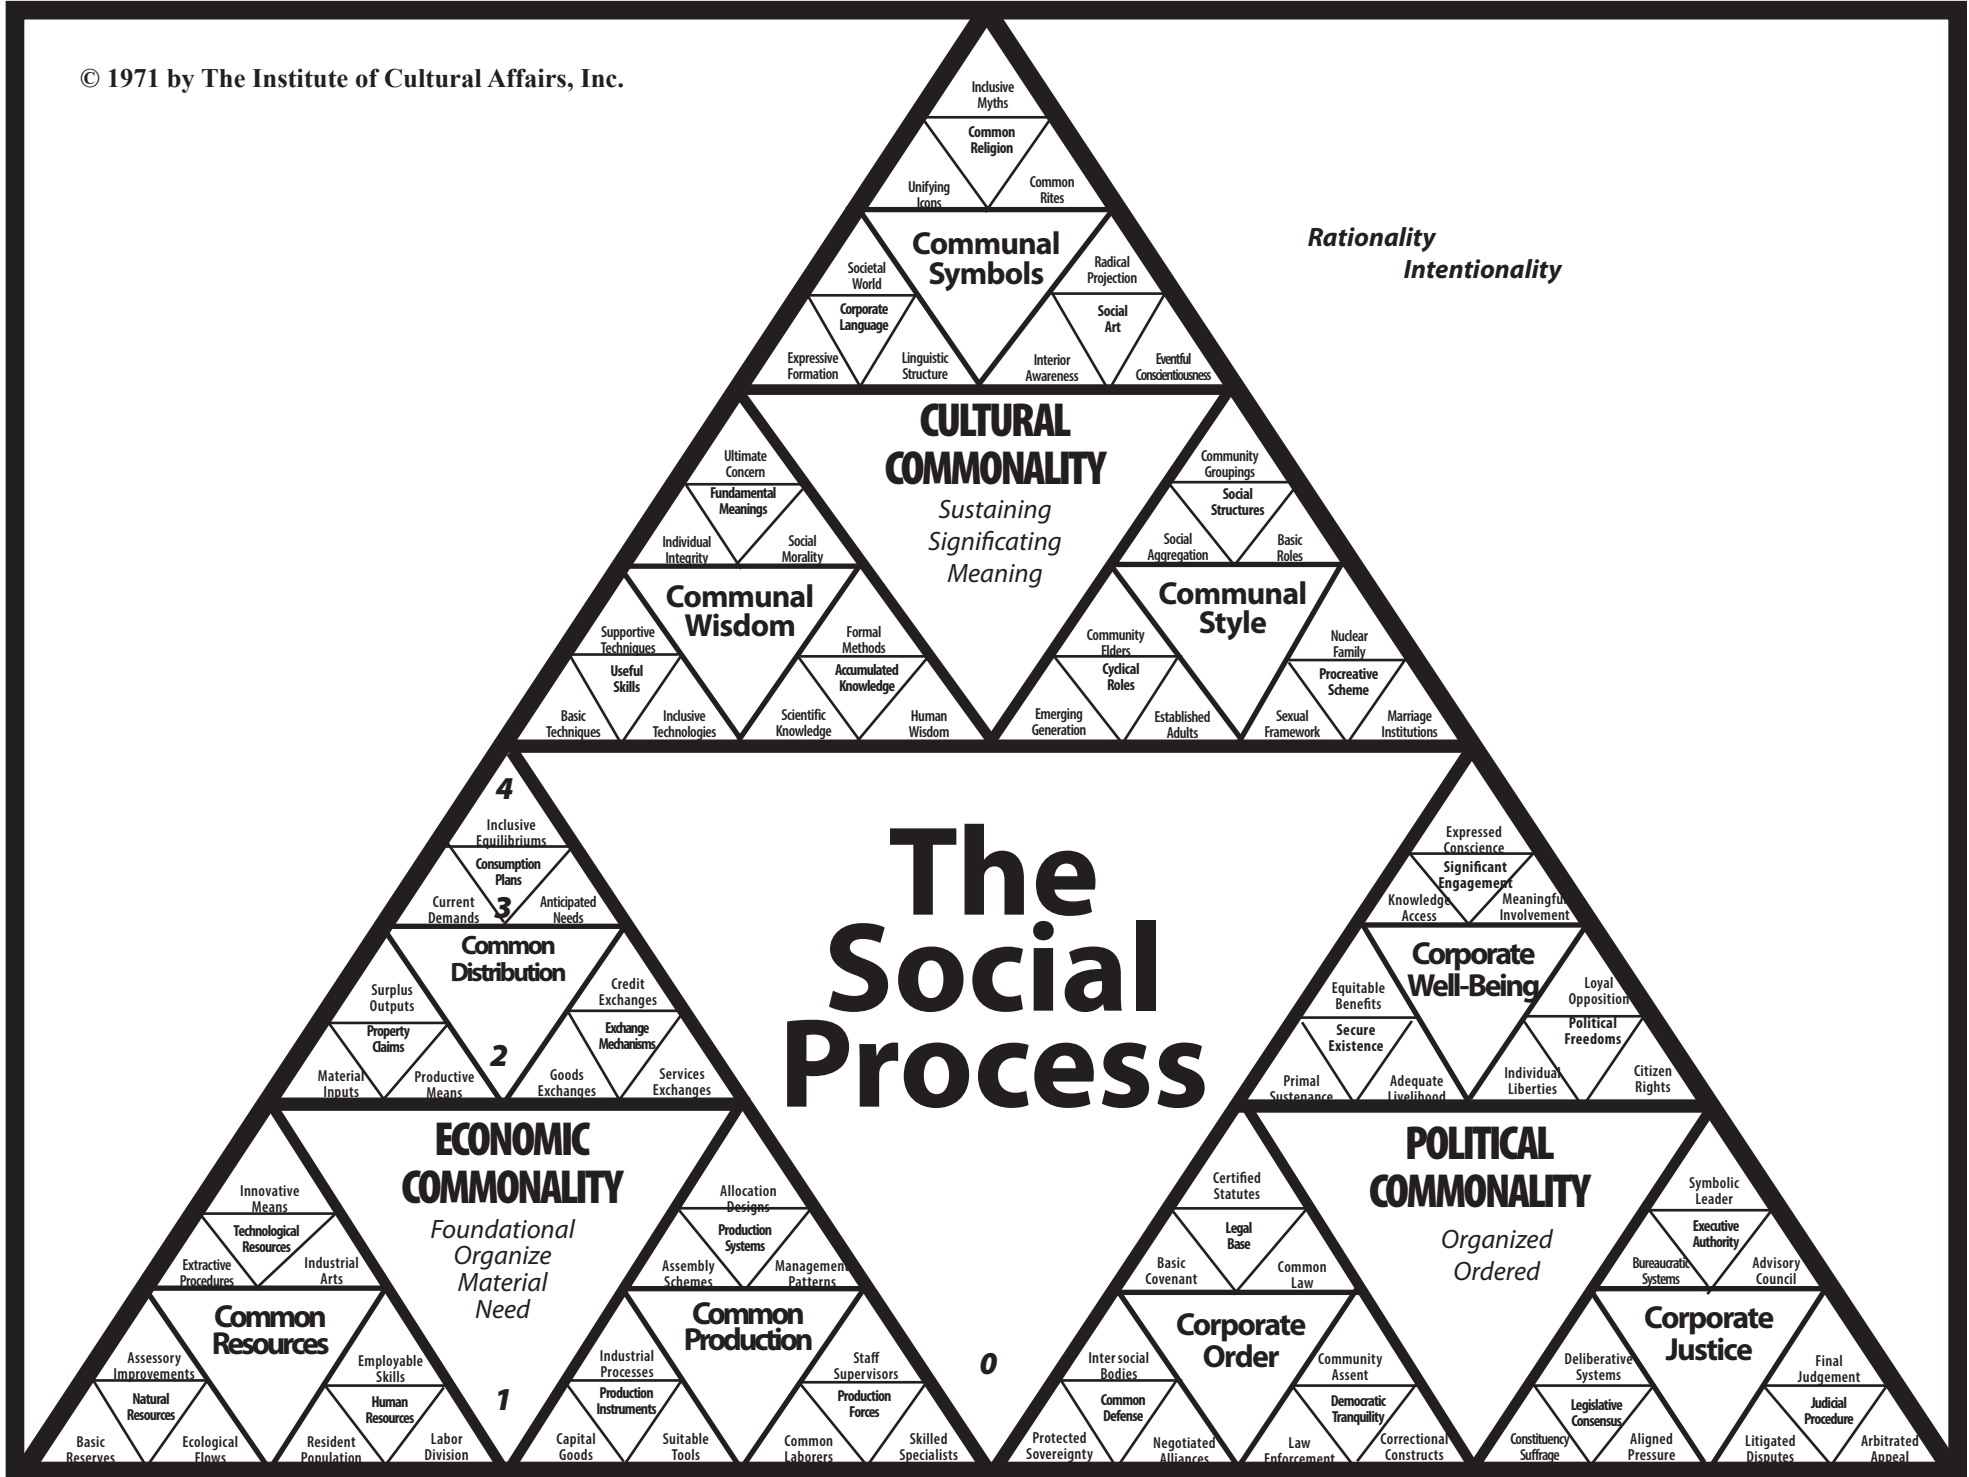 © 1971 by The Institute of Cultural Affairs, Inc.
Inclusive
Myths
Common
Religion
Unifying
Icons
Common
Rites
Rationality
Intentionality
Communal
Symbols
Societal
World
Corporate
Language
Expressive
Formation
Linguistic
Structure
Radical
Projection
Social
Art
Interior
Awareness
Eventful
Conscientiousness
CULTURAL
COMMONALITY
Sustaining
Significating
Meaning
Ultimate
Concern
Fundamental
Meanings
Individual
Integrity
Social
Morality
Communal
Wisdom
Supportive
Techniques
Useful
Skills
Basic
Techniques
Inclusive
Technologies
Formal
Methods
Accumulated
Knowledge
Scientific
Knowledge
Human
Wisdom
Community
Groupings
Social
Structures
Social
Aggregation
Basic
Roles
Communal
Style
Community
Elders
Cyclical
Roles
Emerging
Generation
Established
Adults
Nuclear
Family
Procreative
Scheme
Sexual
Framework
Marriage
Institutions
The
Social
Process
0
4
Inclusive
Equilibriums
Consumption
Plans
Current
Demands
3
Anticipated
Needs
Common
Distribution
2
Surplus
Outputs
Property
Claims
Material
Inputs
Productive
Means
Credit
Exchanges
Exchange
Mechanisms
Goods
Exchanges
Services
Exchanges
ECONOMIC
COMMONALITY
Foundational
Organize
Material
Need
1
Innovative
Means
Technological
Resources
Extractive
Procedures
Industrial
Arts
Common
Resources
Assessory
Improvements
Natural
Resources
Basic
Reserves
Ecological
Flows
Employable
Skills
Human
Resources
Resident
Population
Labor
Division
Allocation
Designs
Production
Systems
Assembly
Schemes
Management
Patterns
Common
Production
Industrial
Processes
Production
Instruments
Capital
Goods
Suitable
Tools
Staff
Supervisors
Production
Forces
Common
Laborers
Skilled
Specialists
Expressed
Conscience
Significant
Engagement
Knowledge
Access
Meaningful
Involvement
Corporate
Well-Being
Equitable
Benefits
Secure
Existence
Primal
Sustenance
Adequate
Livelihood
Loyal
Opposition
Political
Freedoms
Individual
Liberties
Citizen
Rights
POLITICAL
COMMONALITY
Organized
Ordered
Certified
Statutes
Legal
Base
Basic
Covenant
Common
Law
Corporate
Order
Inter social
Bodies
Common
Defense
Protected
Sovereignty
Negotiated
Alliances
Community
Assent
Democratic
Tranquility
Law
Enforcement
Correctional
Constructs
Symbolic
Leader
Executive
Authority
Bureaucratic
Systems
Advisory
Council
Corporate
Justice
Deliberative
Systems
Legislative
Consensus
Constituency
Suffrage
Aligned
Pressure
Final
Judgement
Judicial
Procedure
Litigated
Disputes
Arbitrated
Appeal